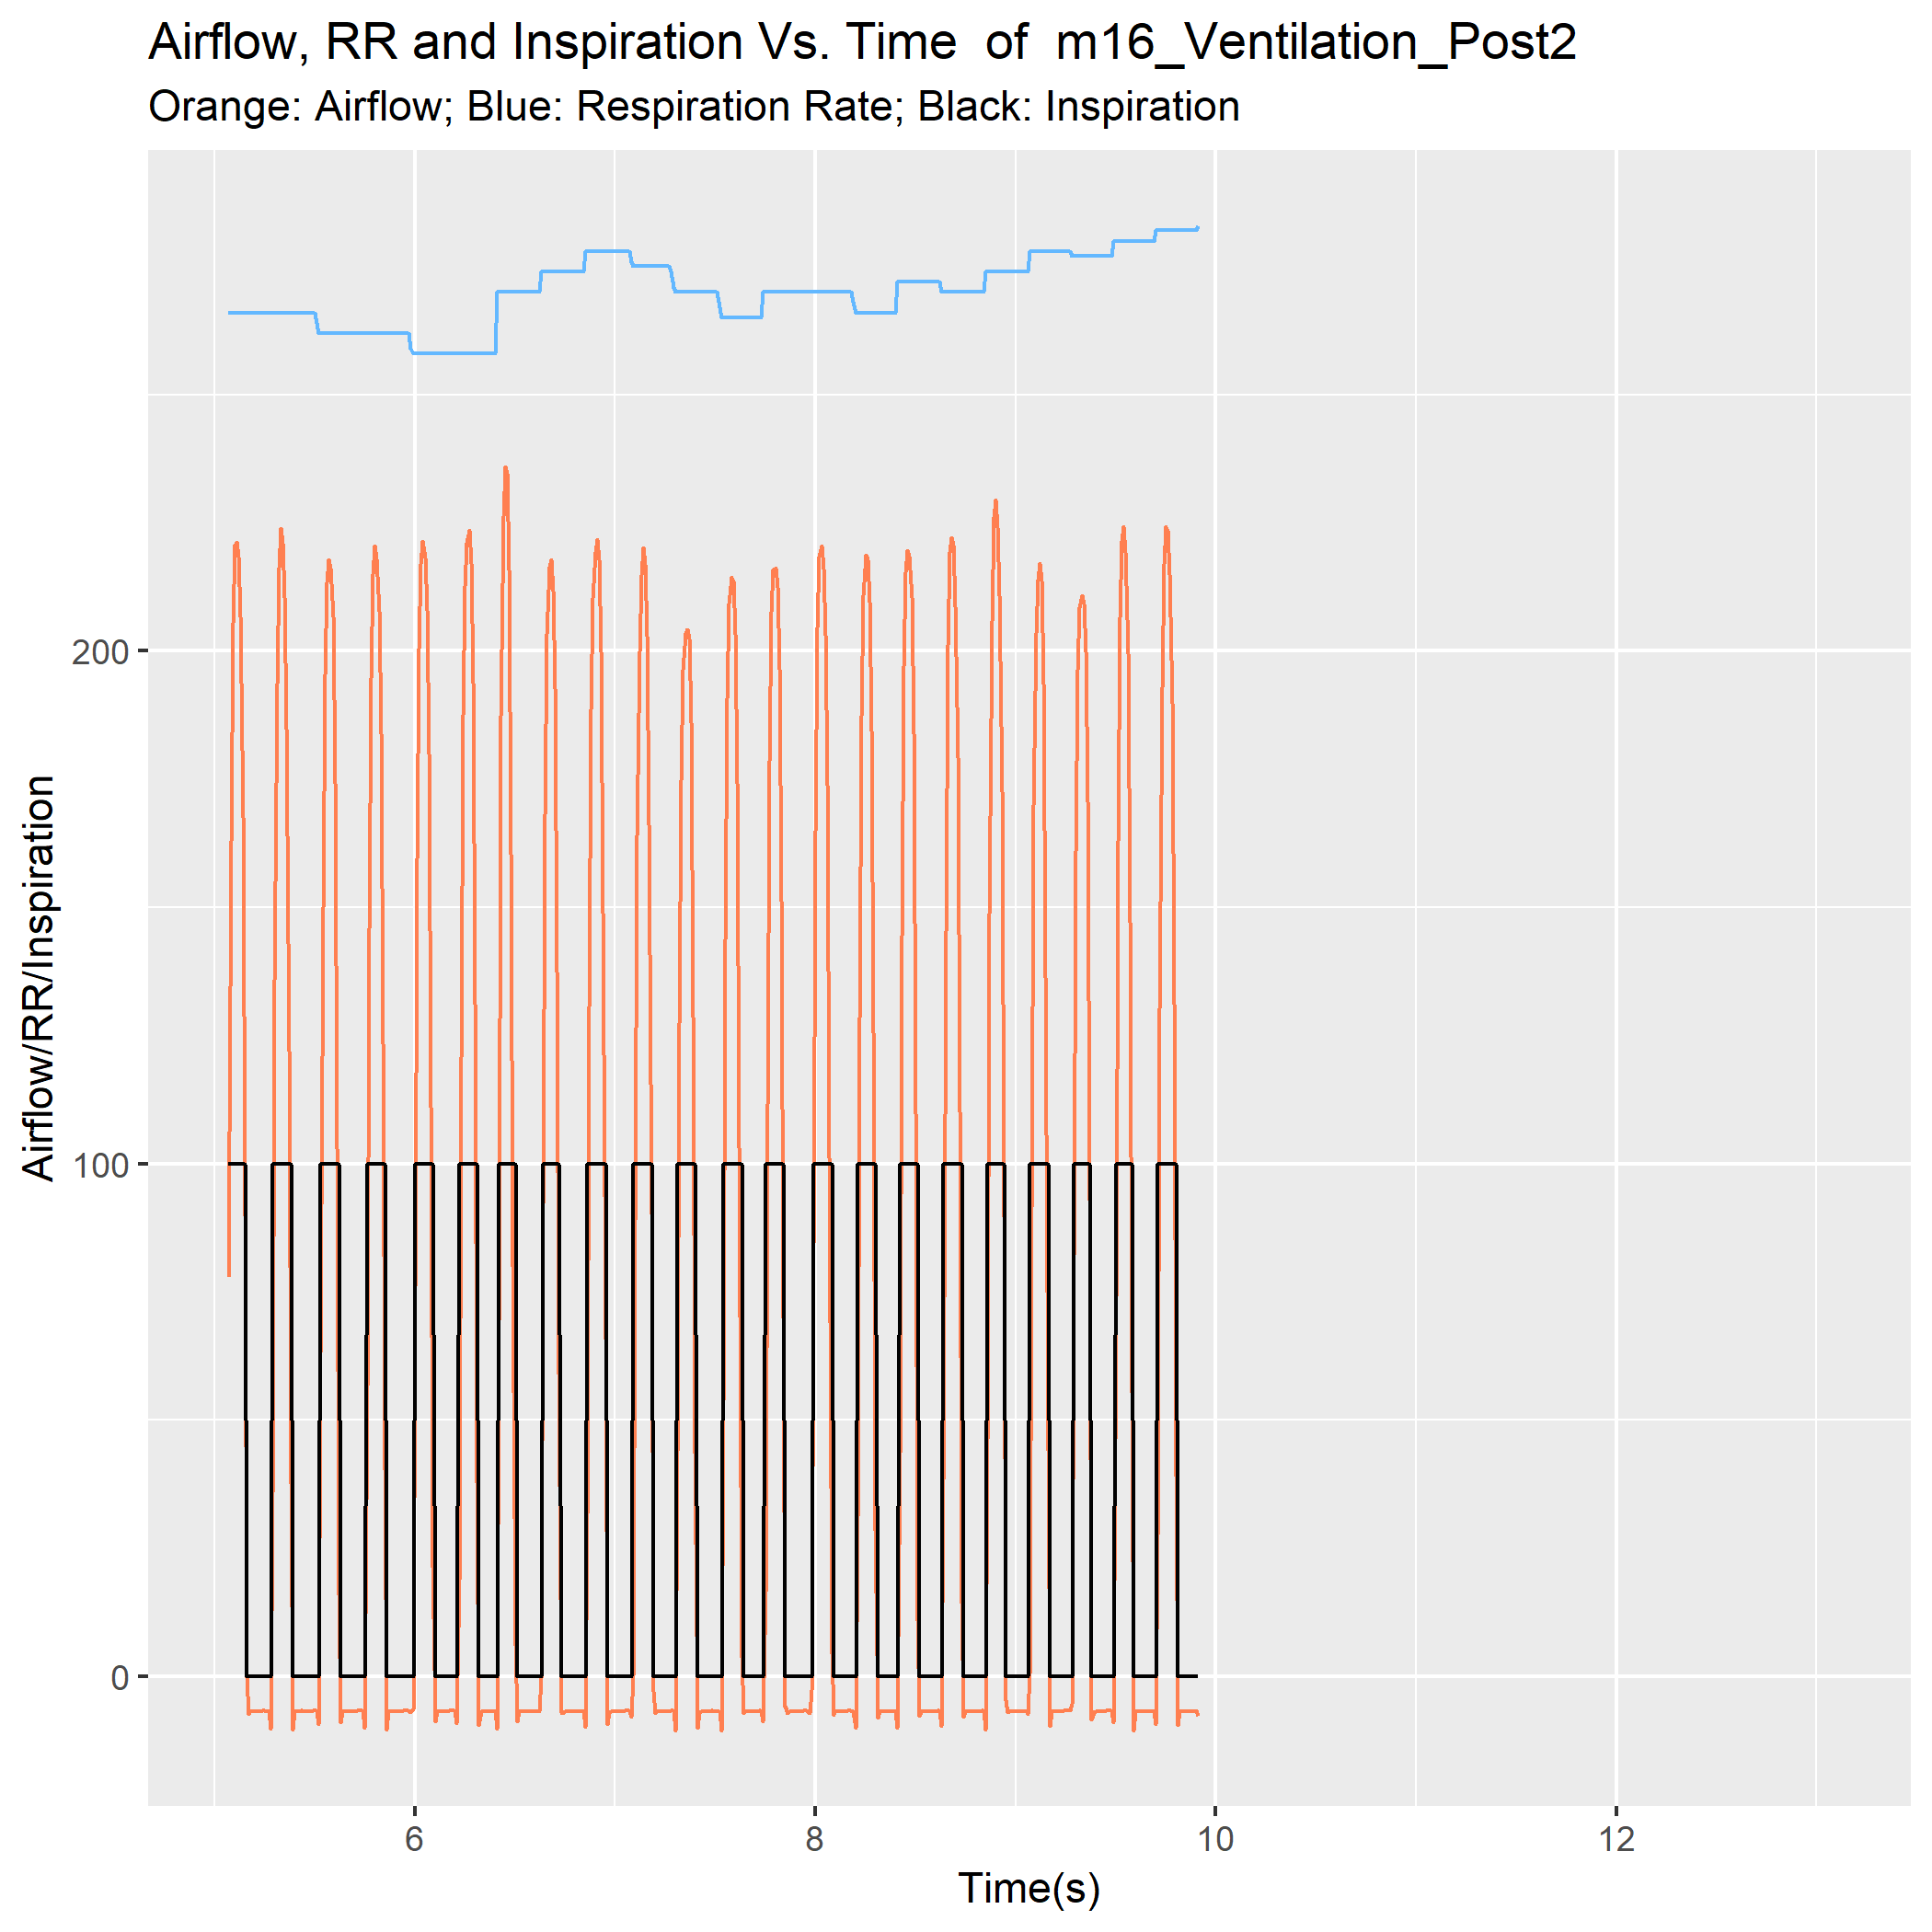 Airflow, RR and Inspiration Vs. Time  of  m16_Ventilation_Post2
Orange: Airflow; Blue: Respiration Rate; Black: Inspiration
Airflow/RR/Inspiration
200
100
0
6
8
10
12
Time(s)